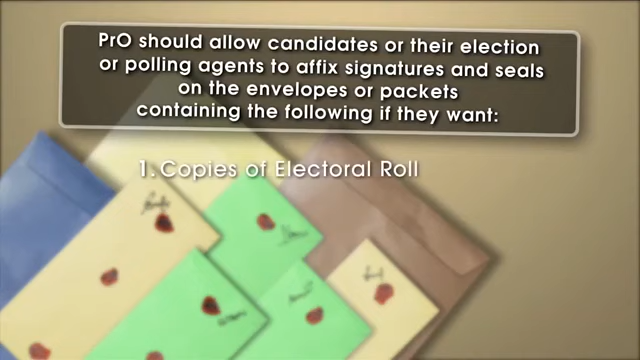 PrO should allow candidates or their election
or polling agents to affix signatures and seals
on the envelopes or packets
containing the following if they want:
1. Copies of Electoral Roll